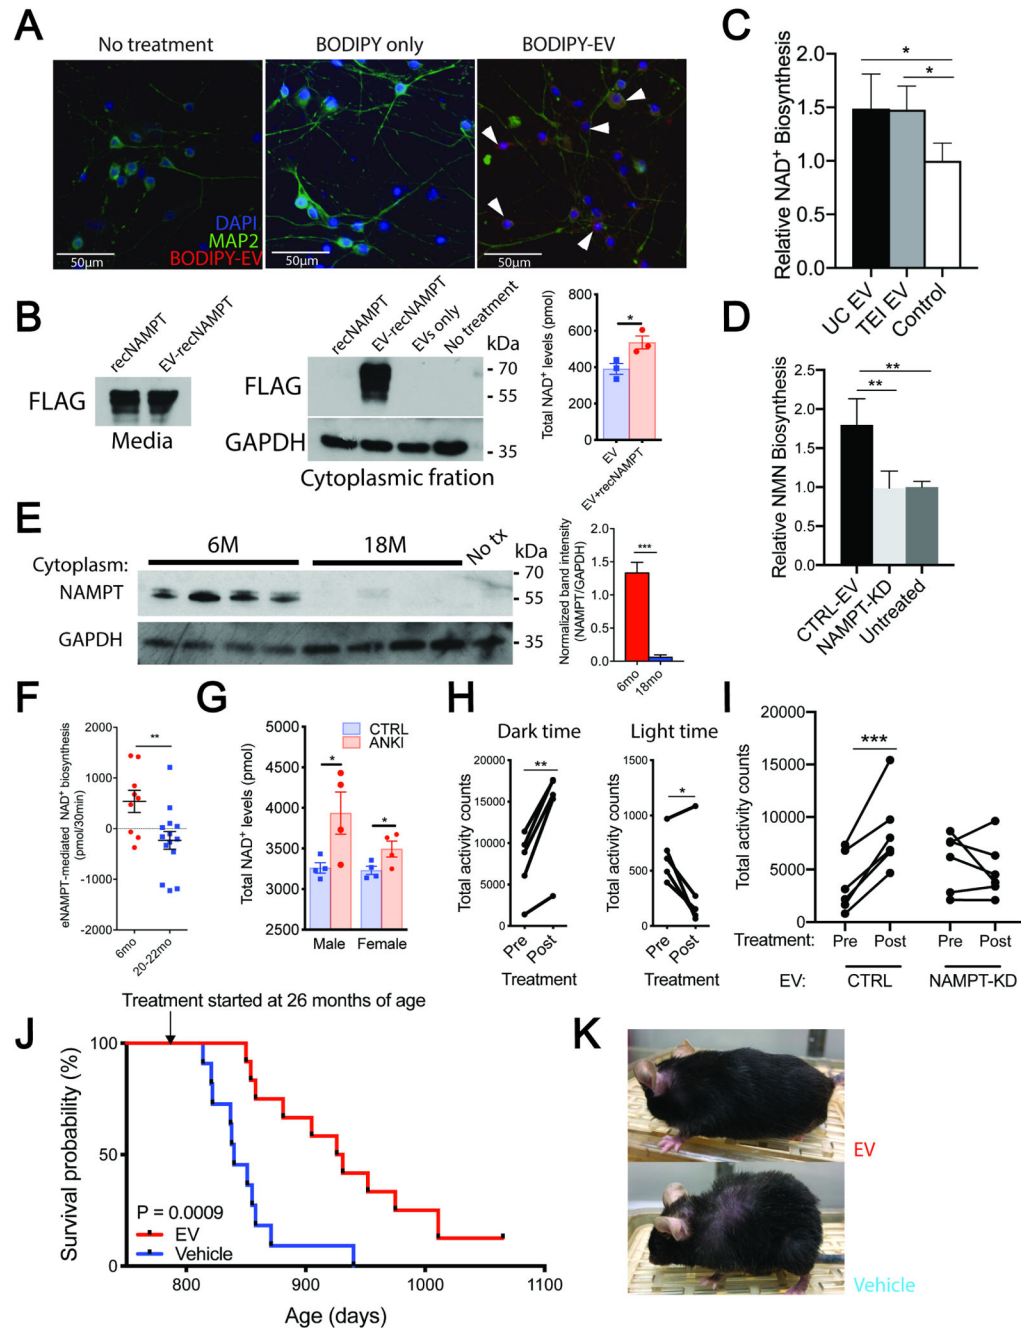 A
No treatment
BODIPY only
BODIPY-EV
DAPI
MAP2
BODIPY-EV
50μm
50μm
50μm
C
Relative NAD+ Biosynthesis
2.0
1.5
1.0
0.5
0.0
*
*
UC EV
TEI EV
Control
B
recNAMPT
EV-recNAMPT
FLAG
Media
recNAMPT
EV-recNAMPT
EVs only
No treatment
kDa
FLAG
- 70
- 55
GAPDH
- 35
Cytoplasmic fration
Total NAD+ levels (pmol)
800
600
400
200
0
*
EV
EV+recNAMPT
D
Relative NMN Biosynthesis
2.5
2.0
1.5
1.0
0.5
0.0
**
**
CTRL-EV
NAMPT-KD
Untreated
E
Cytoplasm:
6M
18M
No tx
kDa
NAMPT
70
- 55
GAPDH
- 35
Normalized band intensity
(NAMPT/GAPDH)
2.0
1.5
1.0
0.5
0.0
***
6mo
18mo
F
eNAMPT-mediated NAD+ biosynthesis
(pmol/30min)
2000
1000
0
-1000
-2000
**
6mo
20-22mo
G
Total NAD+ levels (pmol)
5000
4500
4000
3500
3000
CTRL
ANKI
*
*
Male
Female
H
Dark time
Total activity counts
20000
15000
10000
5000
0
**
Pre
Post
Treatment
Light time
Total activity counts
1500
1000
500
0
*
Pre
Post
Treatment
I
Total activity counts
20000
15000
10000
5000
0
***
Treatment:
Pre
Post
Pre
Post
EV:
CTRL
NAMPT-KD
Treatment started at 26 months of age
J
Survival probability (%)
100
50
0
P = 0.0009
EV
Vehicle
800
900
1000
1100
Age (days)
K
EV
Vehicle